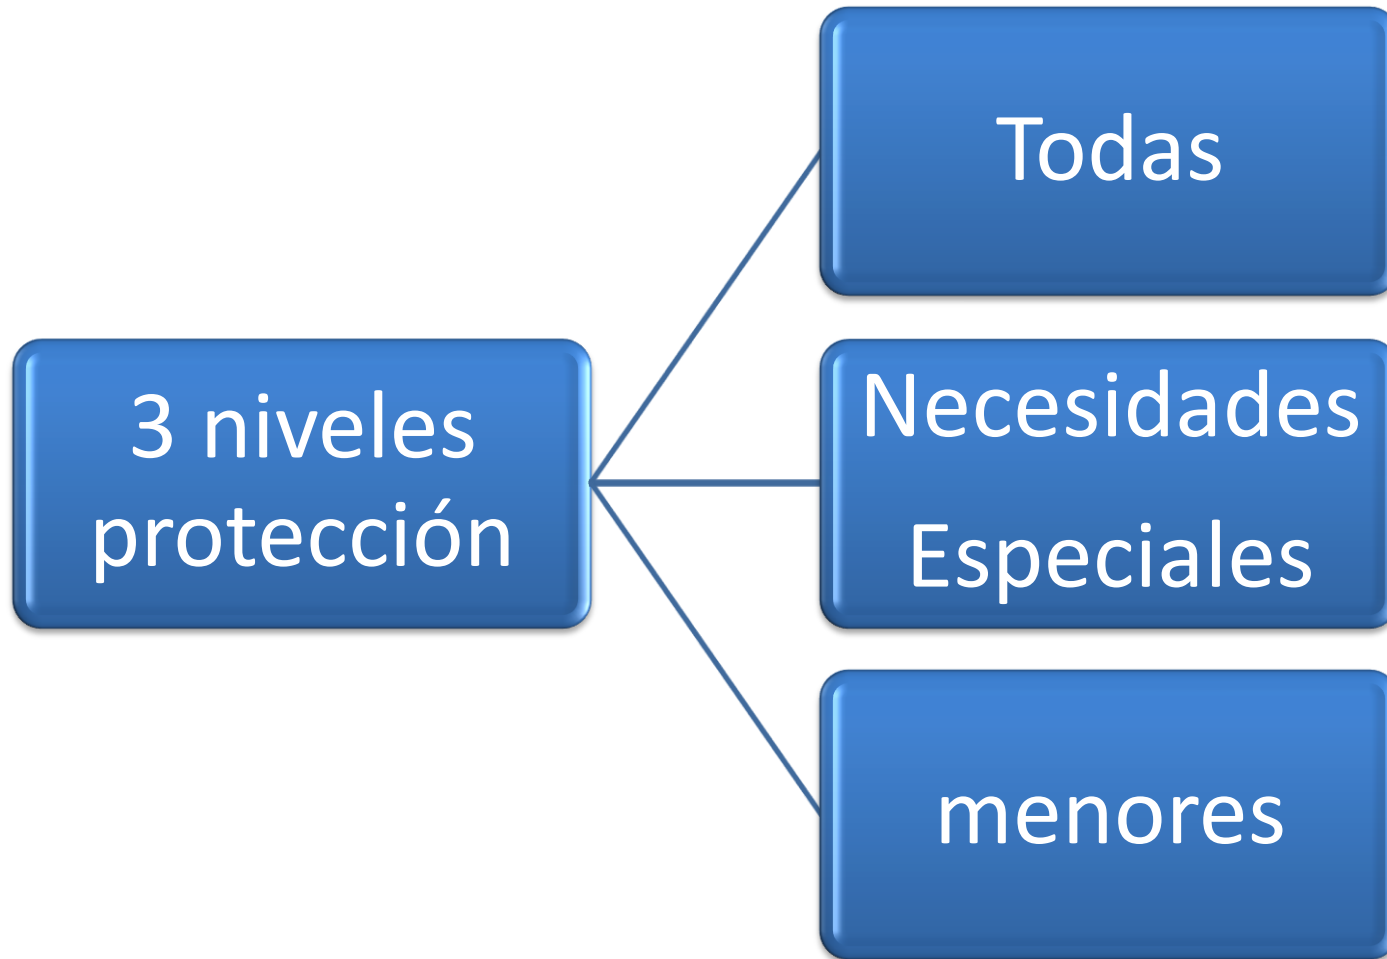 3 niveles
protección
Todas
Necesidades
Especiales
menores